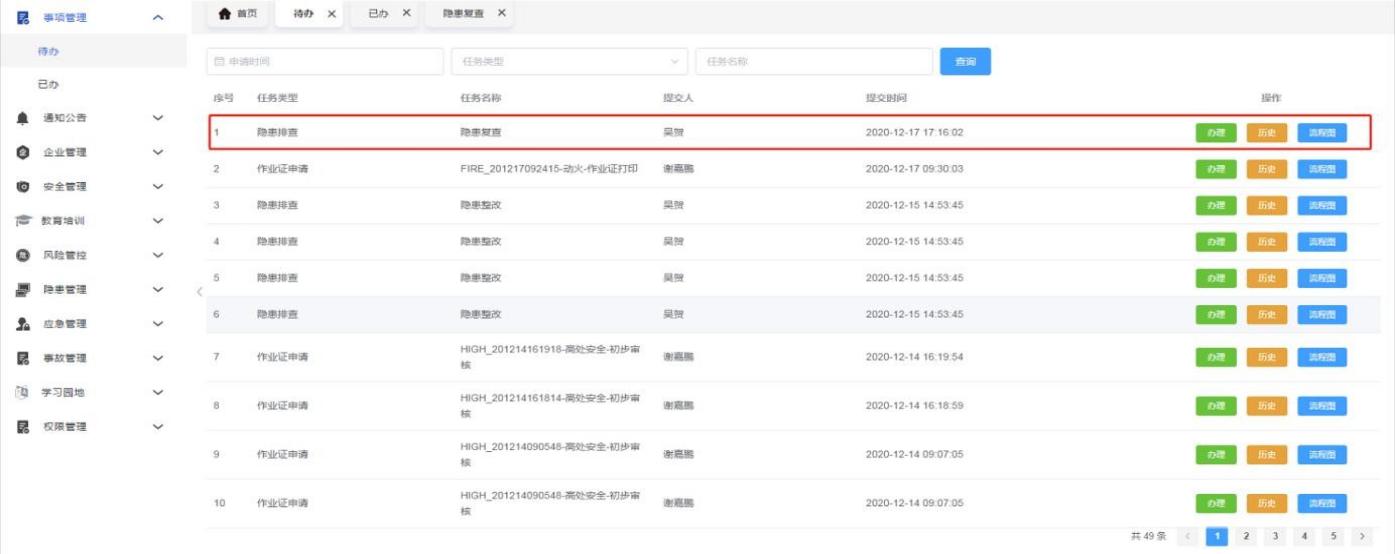 事项管理
待办
已办
通知公告
企业管理
安全管理
教育培训
风险管控
隐患管理
应急管理
事故管理
学习园地
权限管理
首页 待办 已办 隐患复查
申请时间 任务类型 任务名称 查询
序号 任务类型 任务名称 提交人 提交时间 操作
1 隐患排查 隐患复查 吴贺 2020-12-17 17:16:02 办理 历史 流程图
2 作业证申请 FIRE_201217092415-动火-作业证打印 谢嘉鹏 2020-12-17 09:30:03 办理 历史 流程图
3 隐患排查 隐患整改 吴贺 2020-12-15 14:53:45 办理 历史 流程图
4 隐患排查 隐患整改 吴贺 2020-12-15 14:53:45 办理 历史 流程图
5 隐患排查 隐患整改 吴贺 2020-12-15 14:53:45 办理 历史 流程图
6 隐患排查 隐患整改 吴贺 2020-12-15 14:53:45 办理 历史 流程图
7 作业证申请 HIGH_201214161918-高处安全-初步审 谢嘉鹏 2020-12-14 16:19:54 办理 历史 流程图
核
8 作业证申请 HIGH_201214161814-高处安全-初步审 谢嘉鹏 2020-12-14 16:18:59 办理 历史 流程图
核
9 作业证申请 HIGH_201214090548-高处安全-初步审 谢嘉鹏 2020-12-14 09:07:05 办理 历史 流程图
核
10 作业证申请 HIGH_201214090548-高处安全-初步审 谢嘉鹏 2020-12-14 09:07:05 办理 历史 流程图
核
共 49 条 1 2 3 4 5